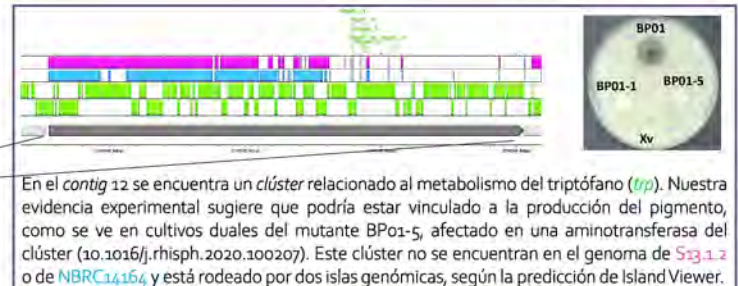 BP01
BP01-1
BP01-5
Xv
En el contig 12 se encuentra un clúster relacionado al metabolismo del triptófano (trp). Nuestra
evidencia experimental sugiere que podría estar vinculado a la producción del pigmento,
como se ve en cultivos duales del mutante BP01-5, afectado en una aminotransferasa del
clúster (10.1016/j.rhisph.2020.100207). Este clúster no se encuentran en el genoma de S13.1.2
o de NBRC14164 y está rodeado por dos islas genómicas, según la predicción de Island Viewer.